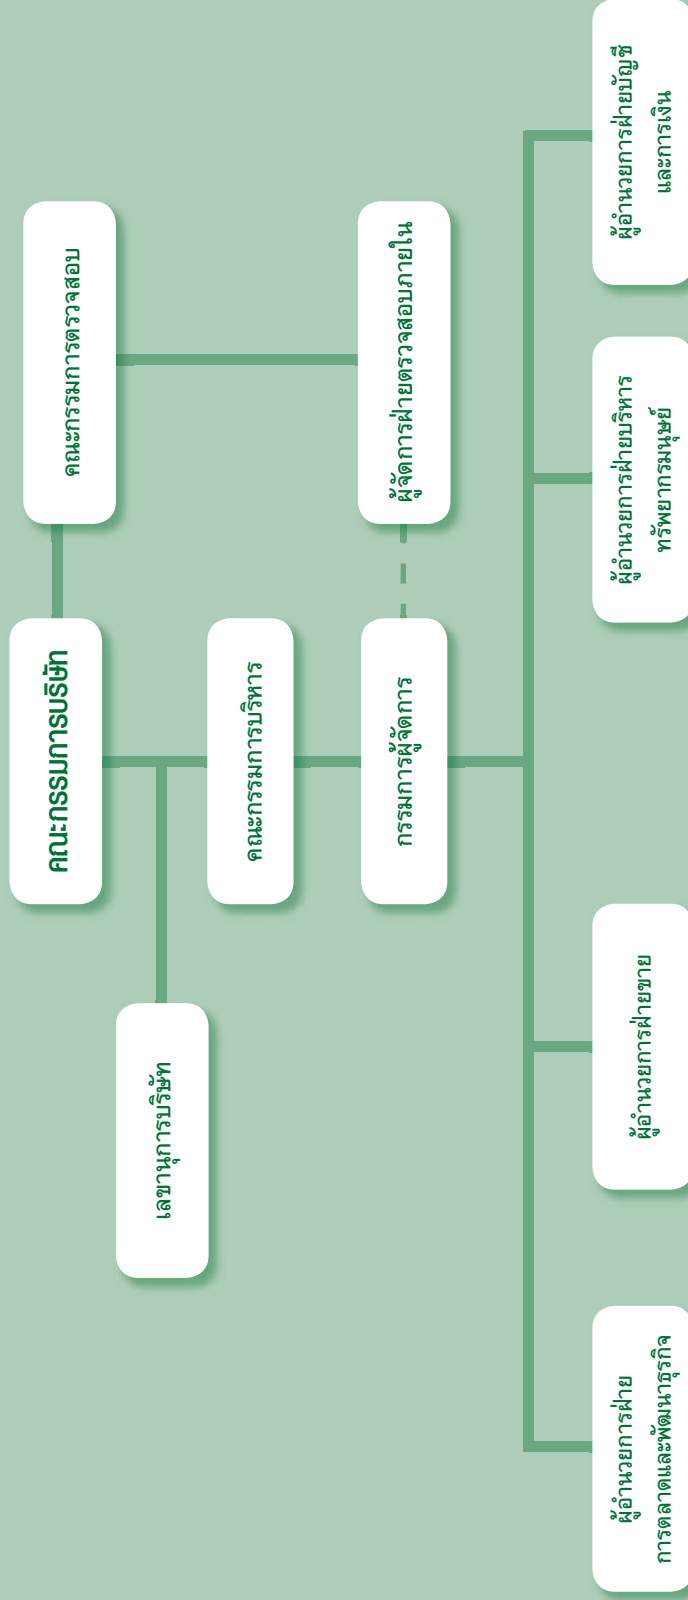 คณะกรรมการบริษัท
คณะกรรมการตรวจสอบ
เลขานุการบริษัท
คณะกรรมการบริหาร
กรรมการผู้จัดการ
ผู้จัดการฝ่ายตรวจสอบภายใน
ผู้อำนวยการฝ่าย
การตลาดและพัฒนาธุรกิจ
ผู้อำนวยการฝ่ายขาย
ผู้อำนวยการฝ่ายบริหาร
ทรัพยากรมนุษย์
ผู้อำนวยการฝ่ายบัญชี
และการเงิน